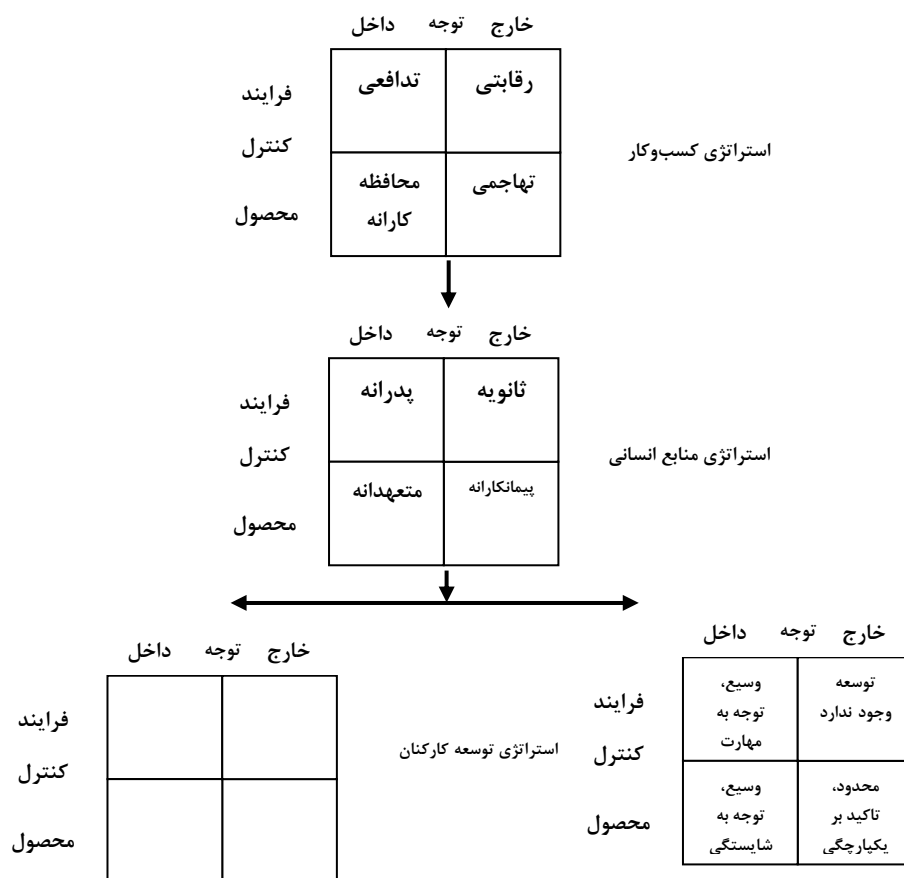 خارج توجه داخل
رقابتی تدافعی
فرایند
کنترل
استراتژی کسب‌وکار
تهاجمی محافظه
کارانه
محصول
خارج توجه داخل
ثانویه پدرانه
فرایند
کنترل
استراتژی منابع انسانی
پیمانکارانه متعهدانه
محصول
خارج توجه داخل
توسعه
وجود ندارد
وسیع،
توجه به
مهارت
فرایند
کنترل
محدود،
تاکید بر
یکپارچگی
وسیع،
توجه به
شایستگی
محصول
استراتژی توسعه کارکنان
خارج توجه داخل
فرایند
کنترل
محصول